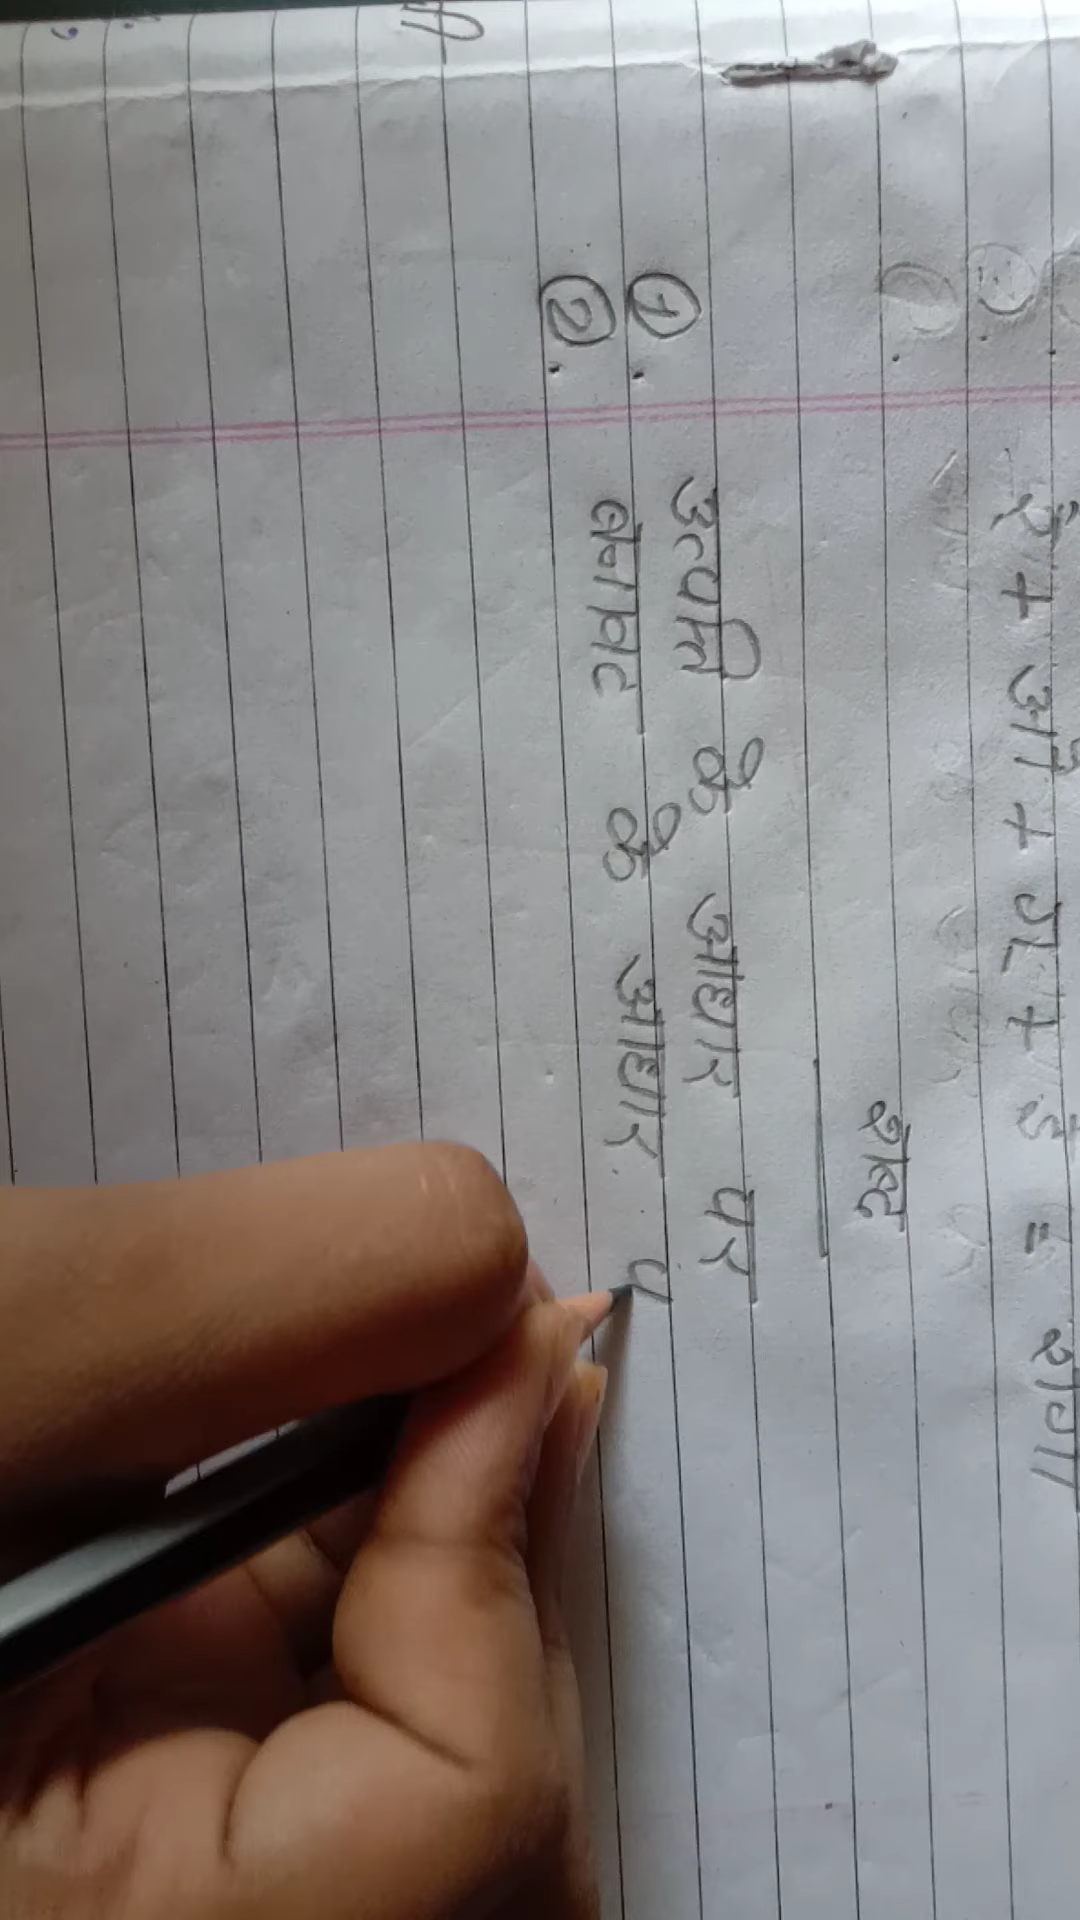 + ओ + ग + = रोगी
शब्द
① . उत्पत्ति के आधार पर
② . बनावट के आधार प